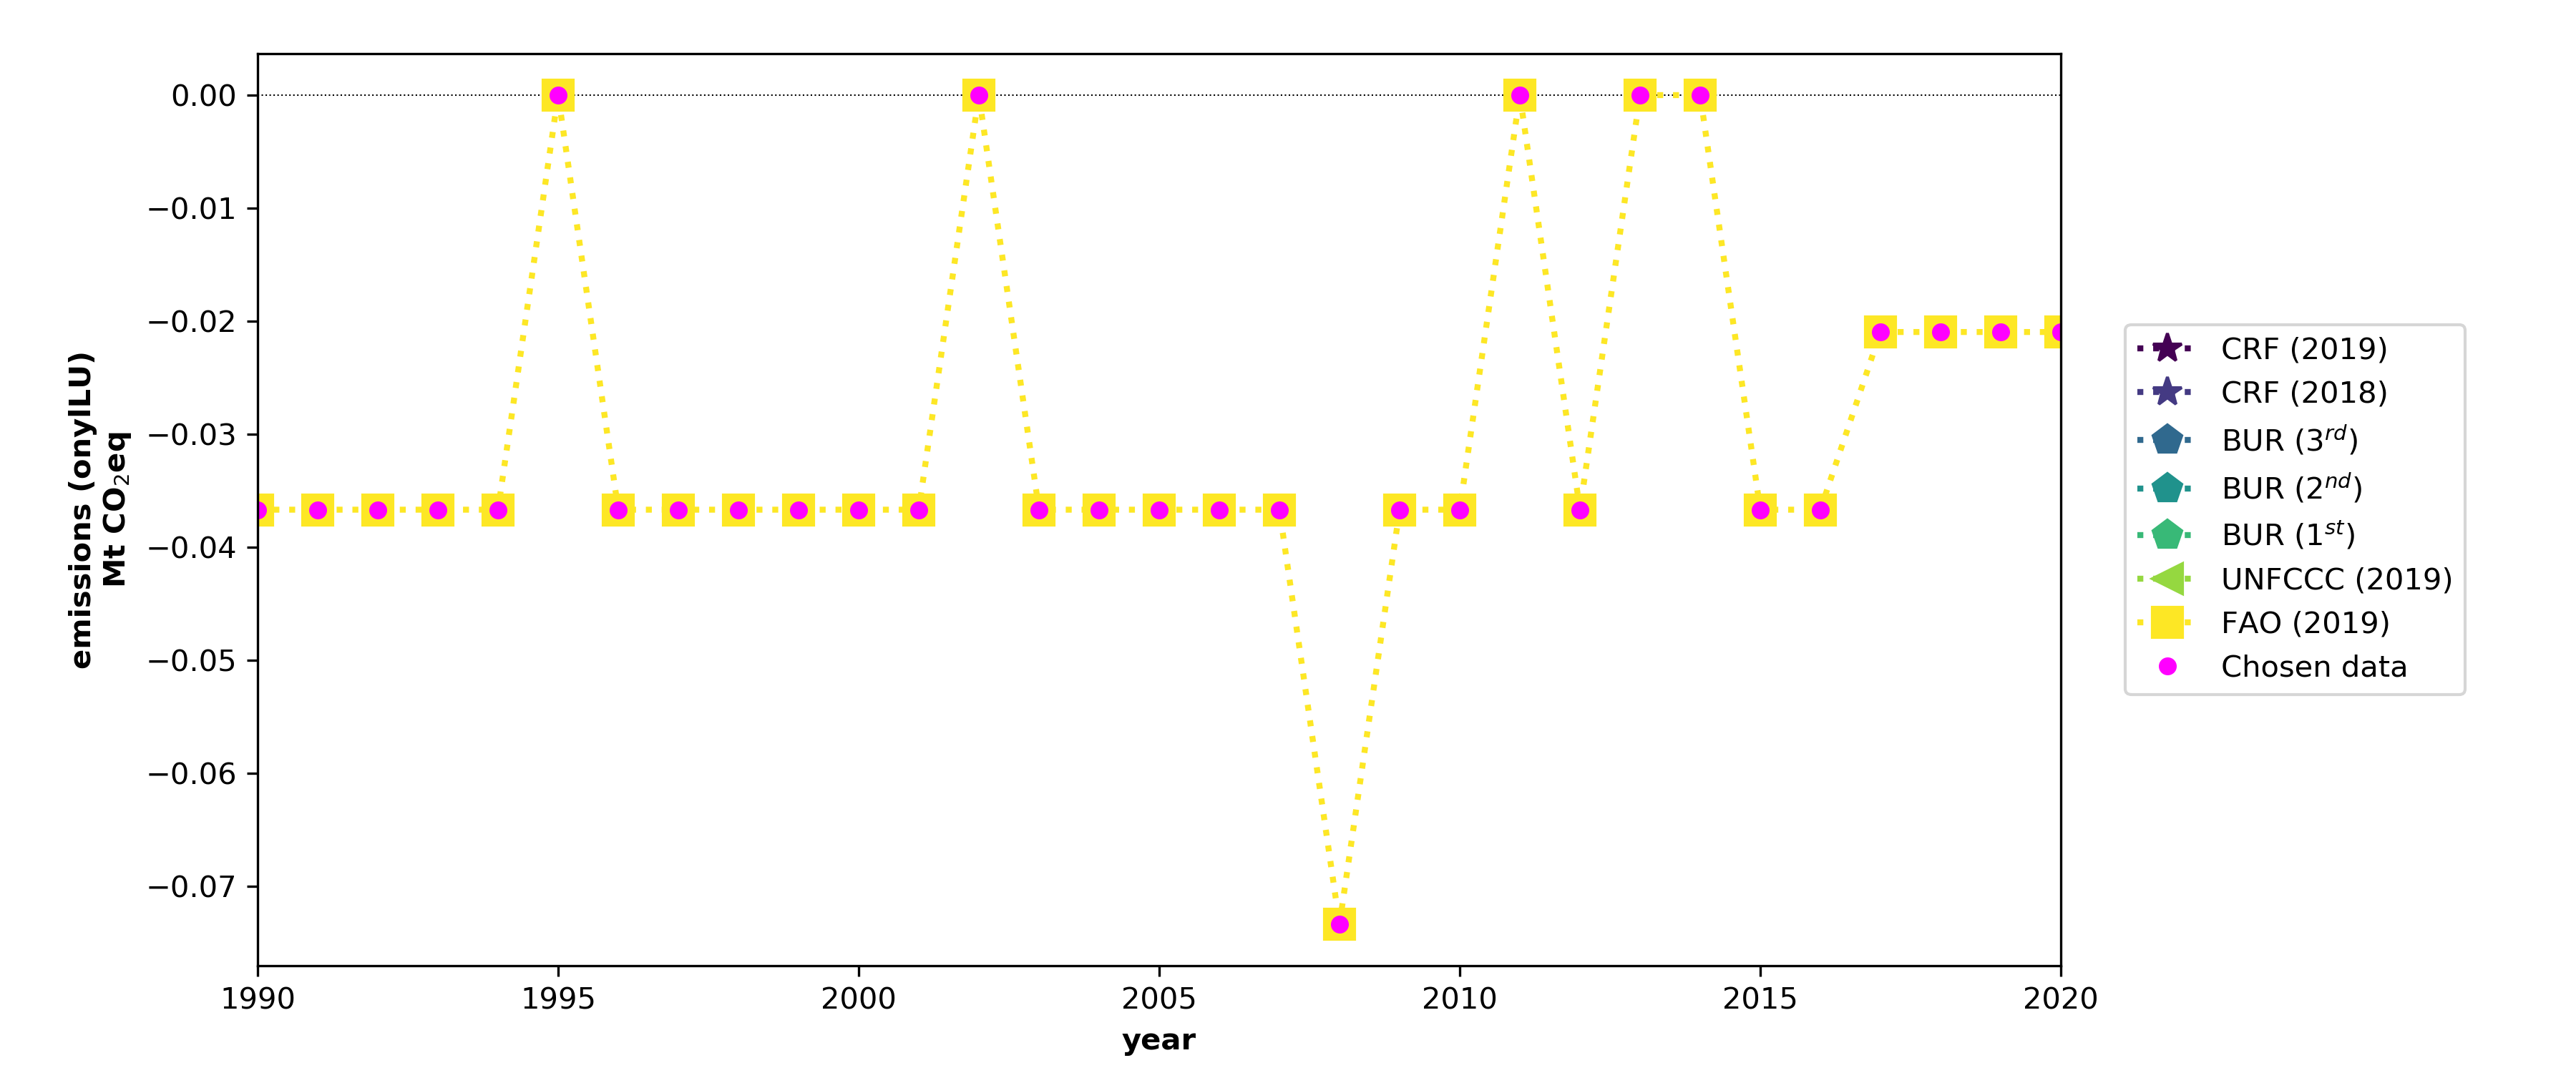 0.00
−0.01
−0.02
−0.03
−0.04
−0.05
−0.06
−0.07
emissions (onylLU)
Mt CO₂eq
1990 1995 2000 2005 2010 2015 2020
year
CRF (2019)
CRF (2018)
BUR (3ʳᵈ)
BUR (2ⁿᵈ)
BUR (1ˢᵗ)
UNFCCC (2019)
FAO (2019)
Chosen data